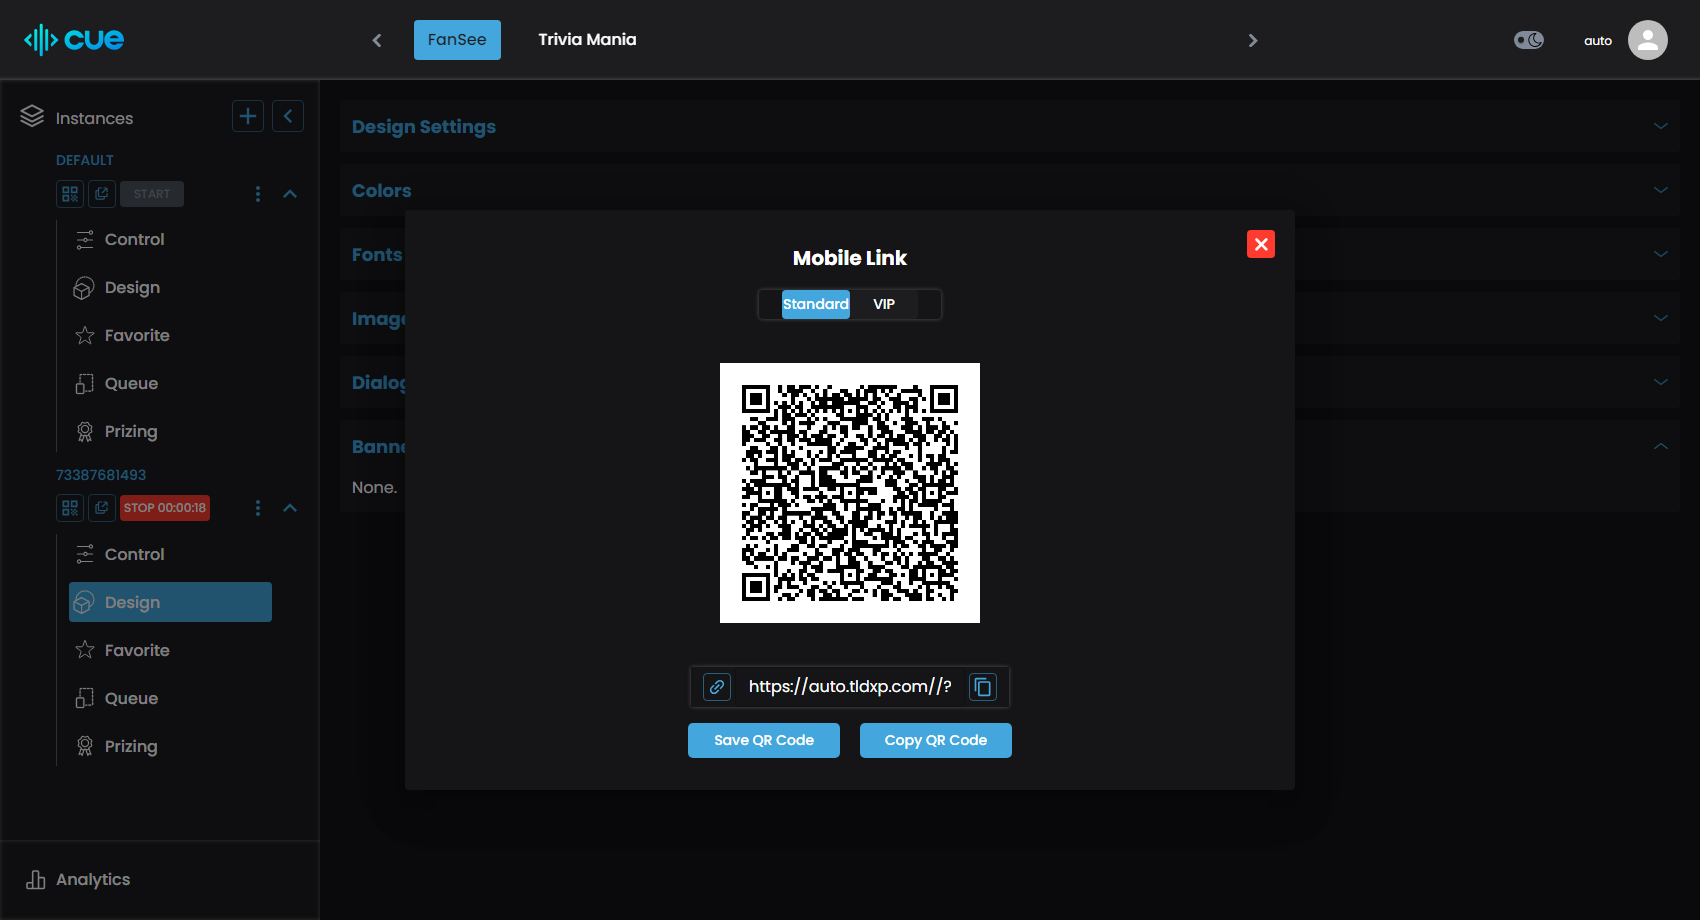 cue
FanSee
Trivia Mania
auto
Instances
DEFAULT
START
Control
Design
Favorite
Queue
Prizing
73387681493
STOP 00:00:18
Control
Design
Favorite
Queue
Prizing
Analytics
Design Settings
Colors
Fonts
Image
Dialog
Banne
None.
Mobile Link
Standard
VIP
https://auto.tldxp.com//?
Save QR Code
Copy QR Code